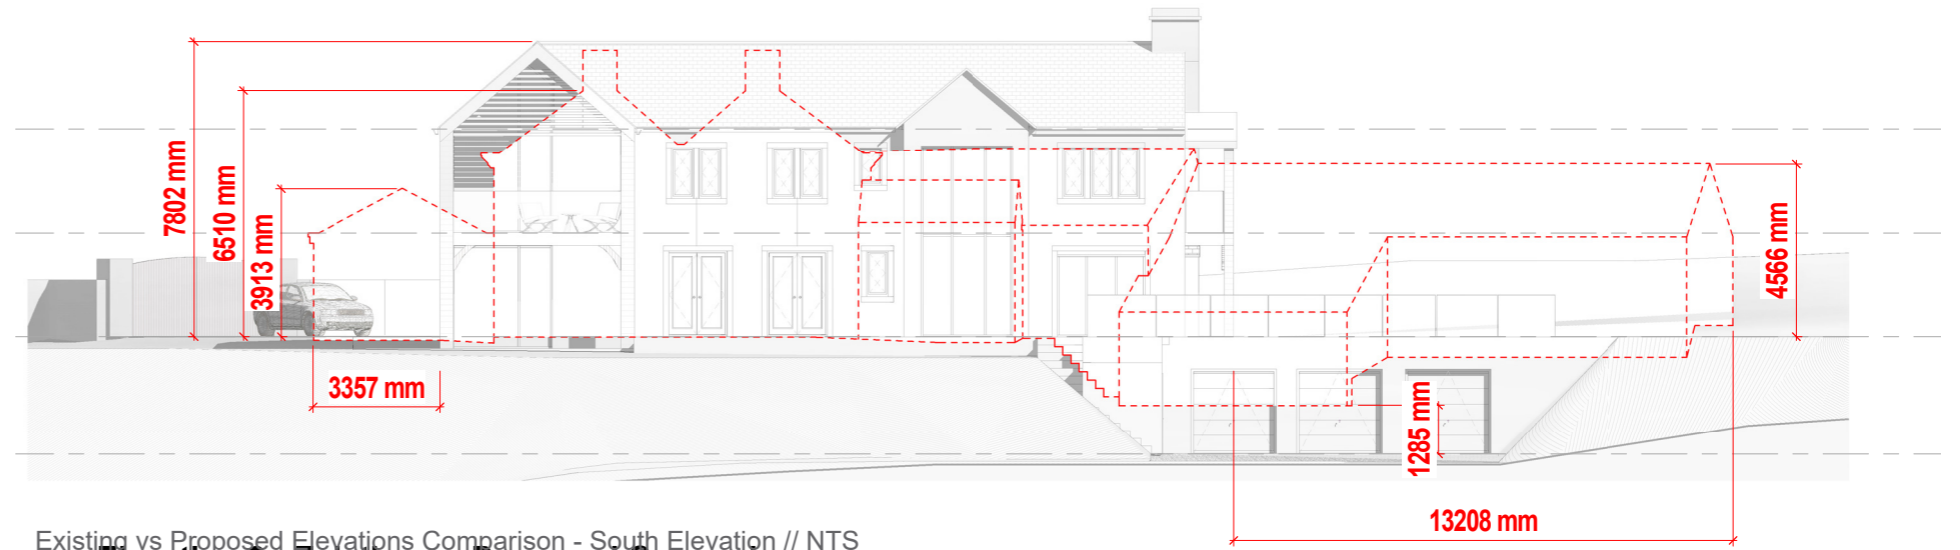 7802 mm
6510 mm
3913 mm
3357 mm
4566 mm
1285 mm
13208 mm
Existing vs Proposed Elevations Comparison - South Elevation // NTS